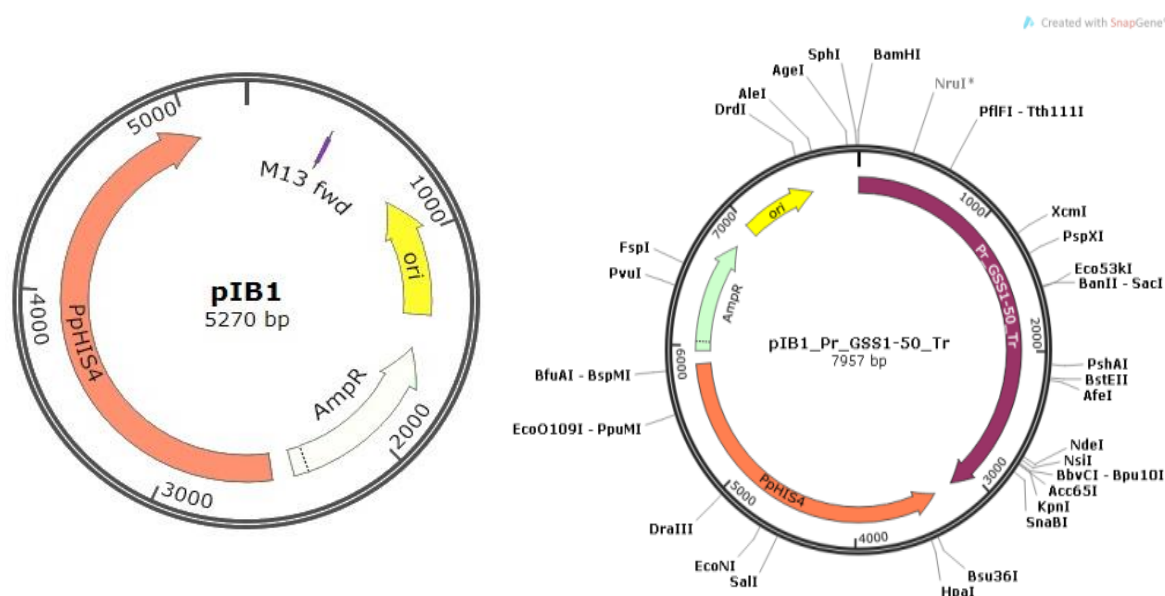 Created with SnapGene®
5000
M13 fwd
1000
ori
pIB1
5270 bp
4000
PpHIS4
AmpR
2000
3000
SphI
BamHI
AgeI
NruI*
AleI
DrdI
PflFI - Tth111I
ori
1000
7000
XcmI
PspXI
FspI
PvuI
Eco53kI
BanII - SacI
Pr_GSS1-50_Tr
AmpR
2000
pIB1_Pr_GSS1-50_Tr
7957 bp
6000
PshAI
BstEII
AfeI
BfuAI - BspMI
EcoO109I - PpuMI
NdeI
NsiI
BbvCI - Bpu10I
Acc65I
KpnI
SnaBI
3000
PpHIS4
5000
4000
DraIII
EcoNI
SalI
Bsu36I
HpaI